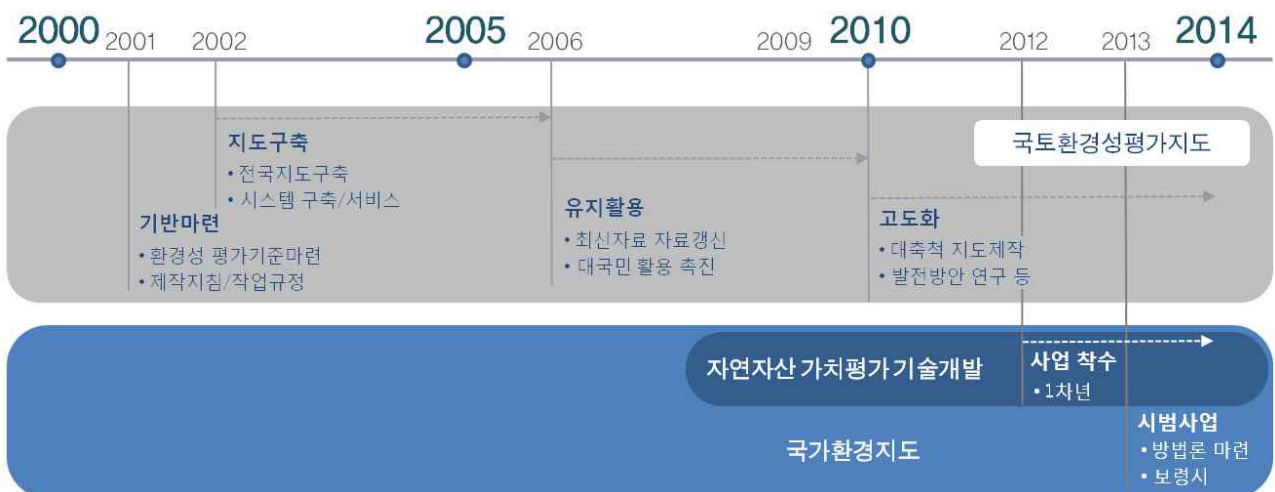 2000 2001 2002 2005 2006 2009 2010 2012 2013 2014
국토환경성평가지도
지도구축
• 전국지도구축
• 시스템 구축/서비스
기반마련
• 환경성 평가기준마련
• 제작지침/작업규정
유지활용
• 최신자료 자료갱신
• 대국민 활용 촉진
고도화
• 대축척 지도제작
• 발전방안 연구 등
자연자산 가치평가 기술개발
사업 착수
• 1차년
국가환경지도
시범사업
• 방법론 마련
• 보령시